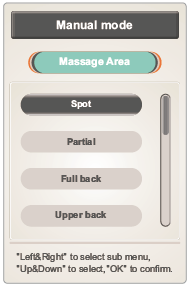 Manual mode
Massage Area
Spot
Partial
Full back
Upper back
"Left&Right" to select sub menu,
"Up&Down" to select, "OK" to confirm.